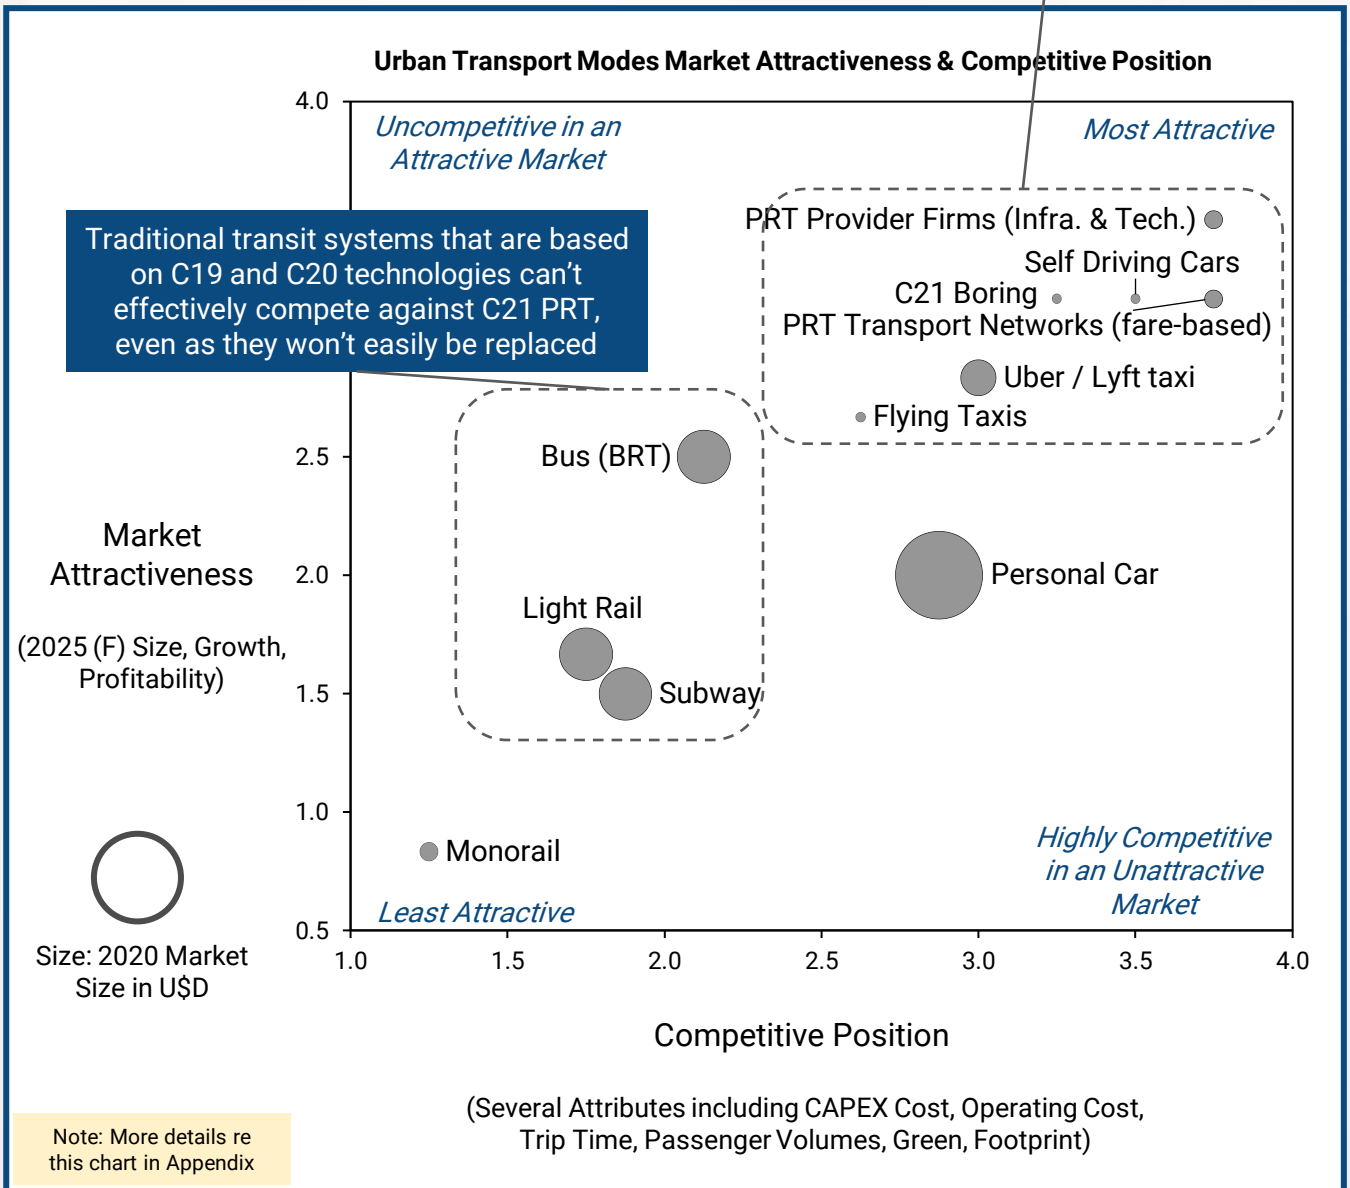 Urban Transport Modes Market Attractiveness & Competitive Position
4.0
Uncompetitive in an
Attractive Market
Most Attractive
Traditional transit systems that are based
on C19 and C20 technologies can't
effectively compete against C21 PRT,
even as they won't easily be replaced
PRT Provider Firms (Infra. & Tech.)
Self Driving Cars
C21 Boring
PRT Transport Networks (fare-based)
Uber / Lyft taxi
Flying Taxis
Bus (BRT)
2.5
Market
Attractiveness
2.0
Personal Car
Light Rail
(2025 (F) Size, Growth,
Profitability)
1.5
Subway
1.0
Monorail
Highly Competitive
in an Unattractive
Market
Least Attractive
0.5
Size: 2020 Market
Size in U$D
1.0
1.5
2.0
2.5
3.0
3.5
4.0
Competitive Position
(Several Attributes including CAPEX Cost, Operating Cost,
Trip Time, Passenger Volumes, Green, Footprint)
Note: More details re
this chart in Appendix